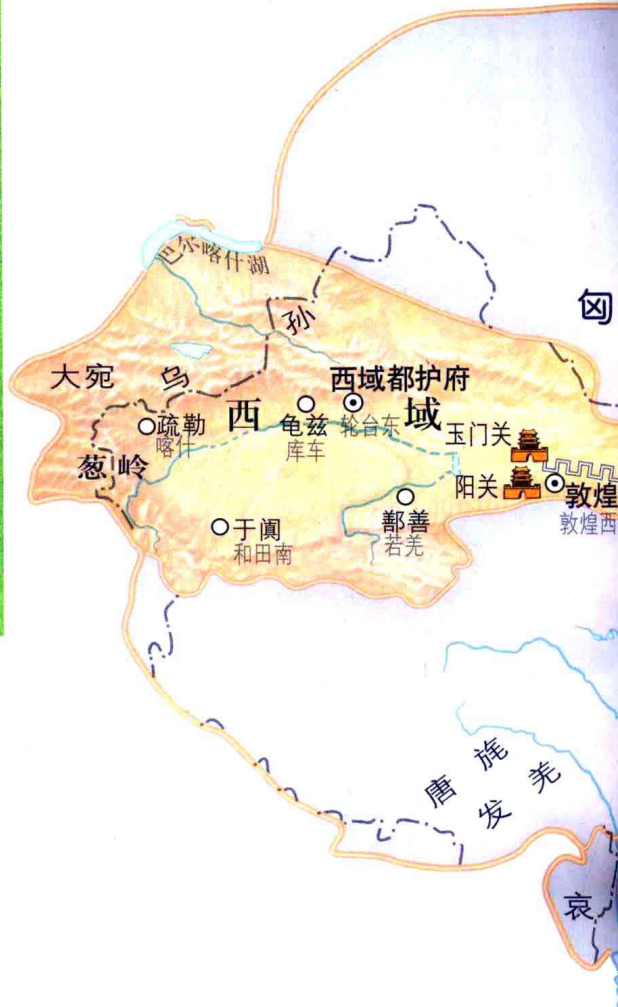 巴尔喀什湖
匈
乌孙
大宛
西域都护府
西域
疏勒
喀什
龟兹
库车
轮台东
玉门关
葱岭
阳关
敦煌
敦煌西
鄯善
若羌
于阗
和田南
唐旄
发羌
哀